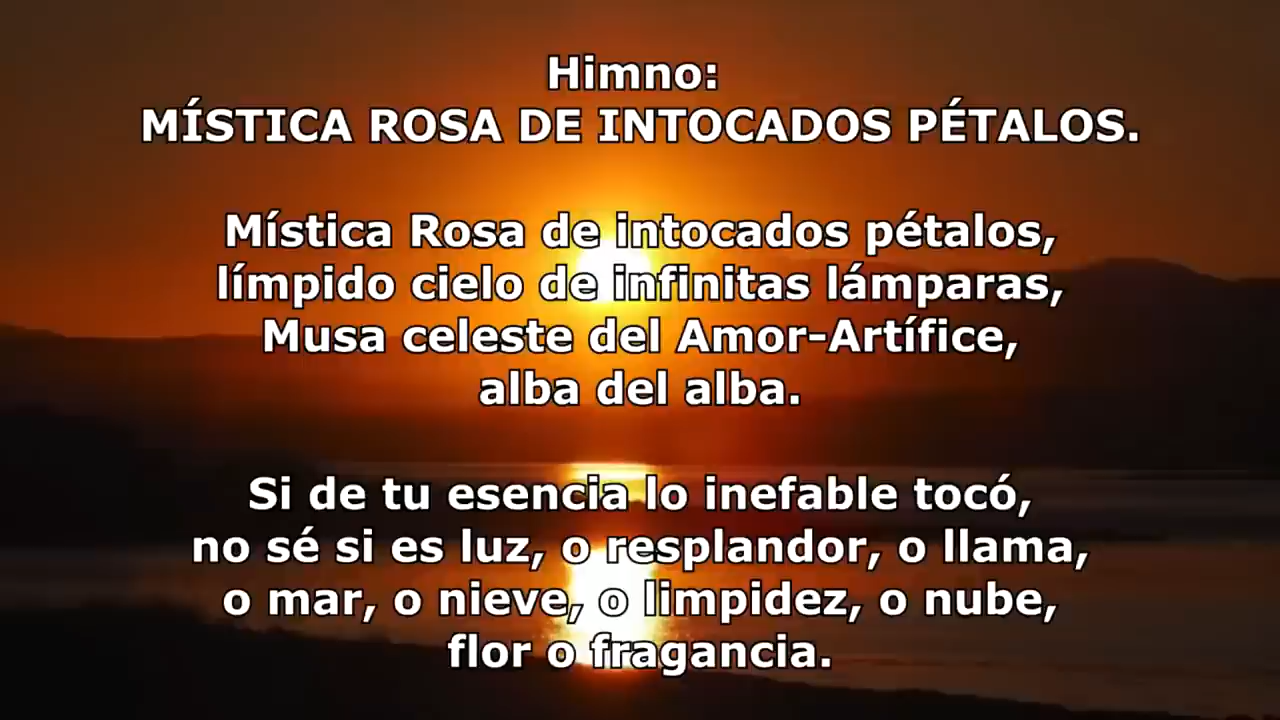 Himno:
MÍSTICA ROSA DE INTOCADOS PÉTALOS.
Mística Rosa de intocados pétalos,
límpido cielo de infinitas lámparas,
Musa celeste del Amor-Artífice,
alba del alba.
Si de tu esencia lo inefable tocó,
no sé si es luz, o resplandor, o llama,
o mar, o nieve, o limpidez, o nube,
flor o fragancia.